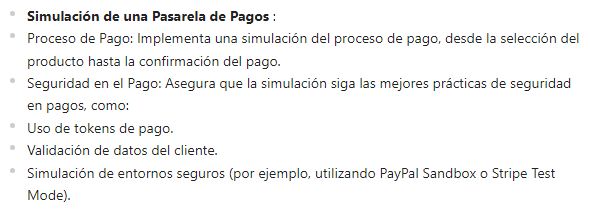 Simulación de una Pasarela de Pagos :
Proceso de Pago: Implementa una simulación del proceso de pago, desde la selección del
producto hasta la confirmación del pago.
Seguridad en el Pago: Asegura que la simulación siga las mejores prácticas de seguridad
en pagos, como:
Uso de tokens de pago.
Validación de datos del cliente.
Simulación de entornos seguros (por ejemplo, utilizando PayPal Sandbox o Stripe Test
Mode).